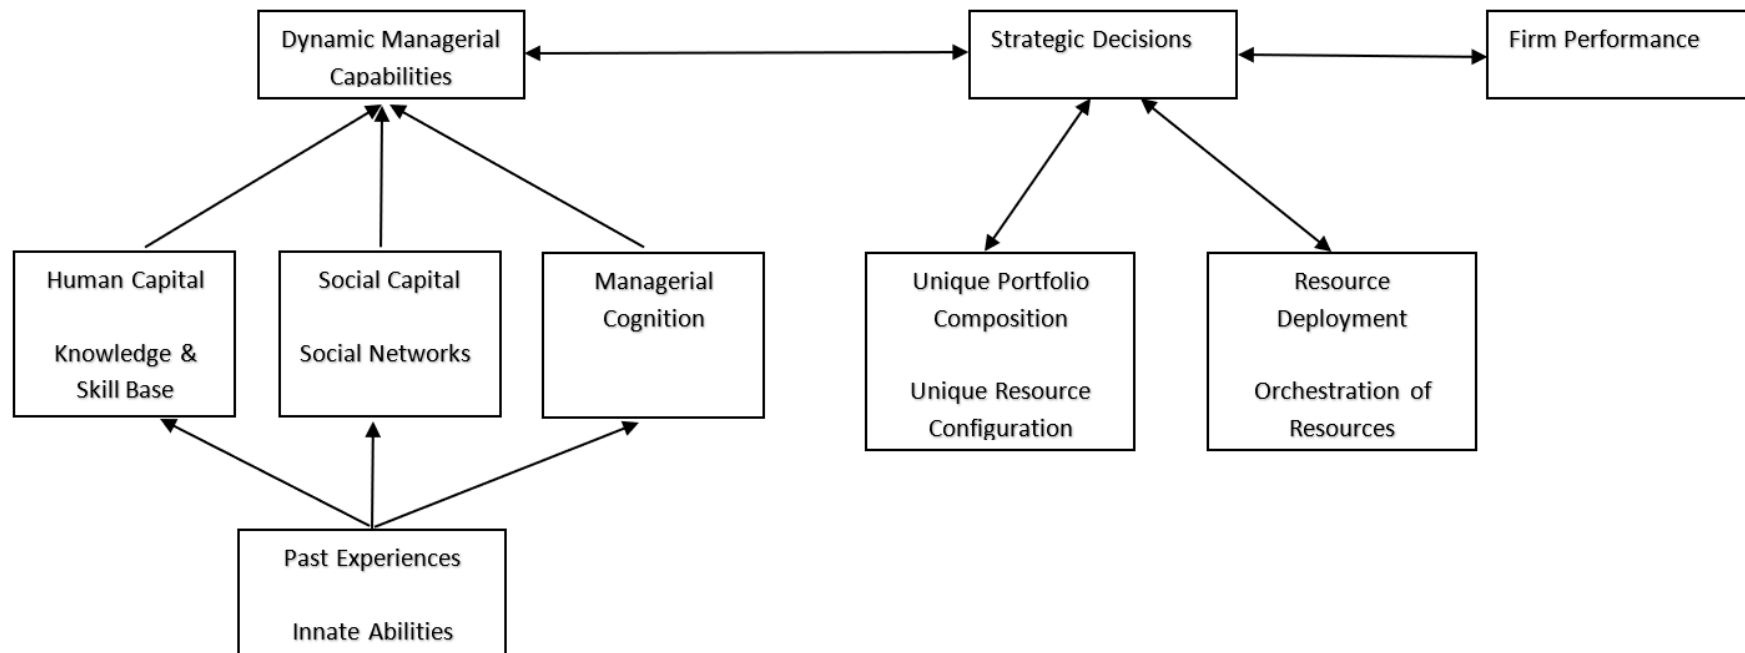 Dynamic Managerial
Capabilities
Strategic Decisions
Firm Performance
Human Capital
Knowledge &
Skill Base
Social Capital
Social Networks
Managerial
Cognition
Unique Portfolio
Composition
Unique Resource
Configuration
Resource
Deployment
Orchestration of
Resources
Past Experiences
Innate Abilities